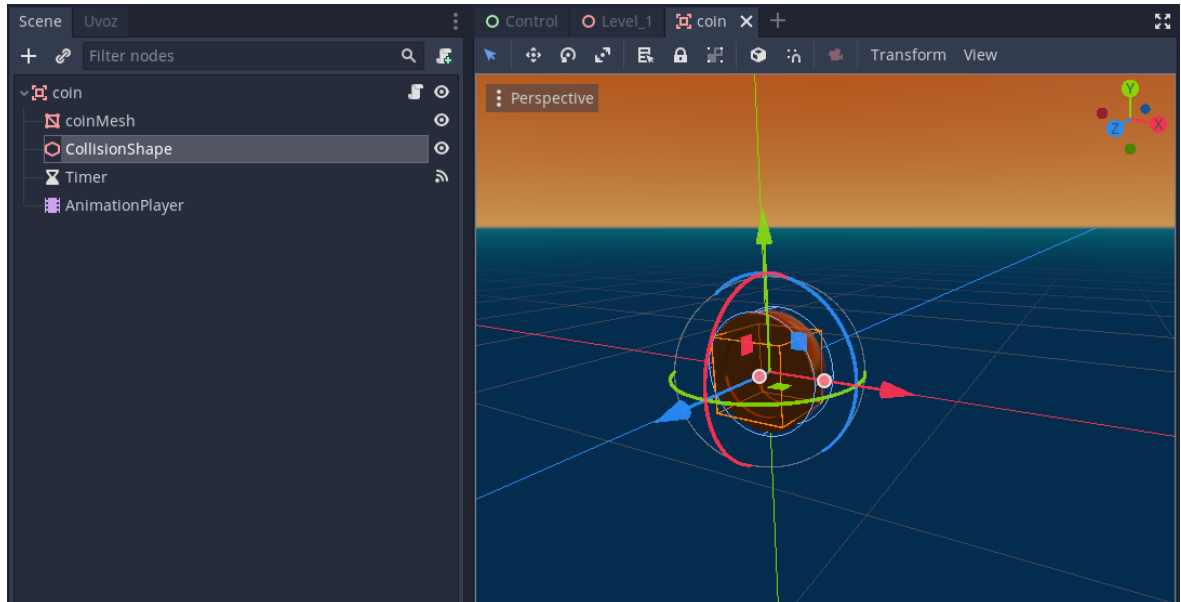 Scene Uvoz
Filter nodes
coin
coinMesh
CollisionShape
Timer
AnimationPlayer
Control Level_1 coin
Transform View
Perspective
Y
Z X